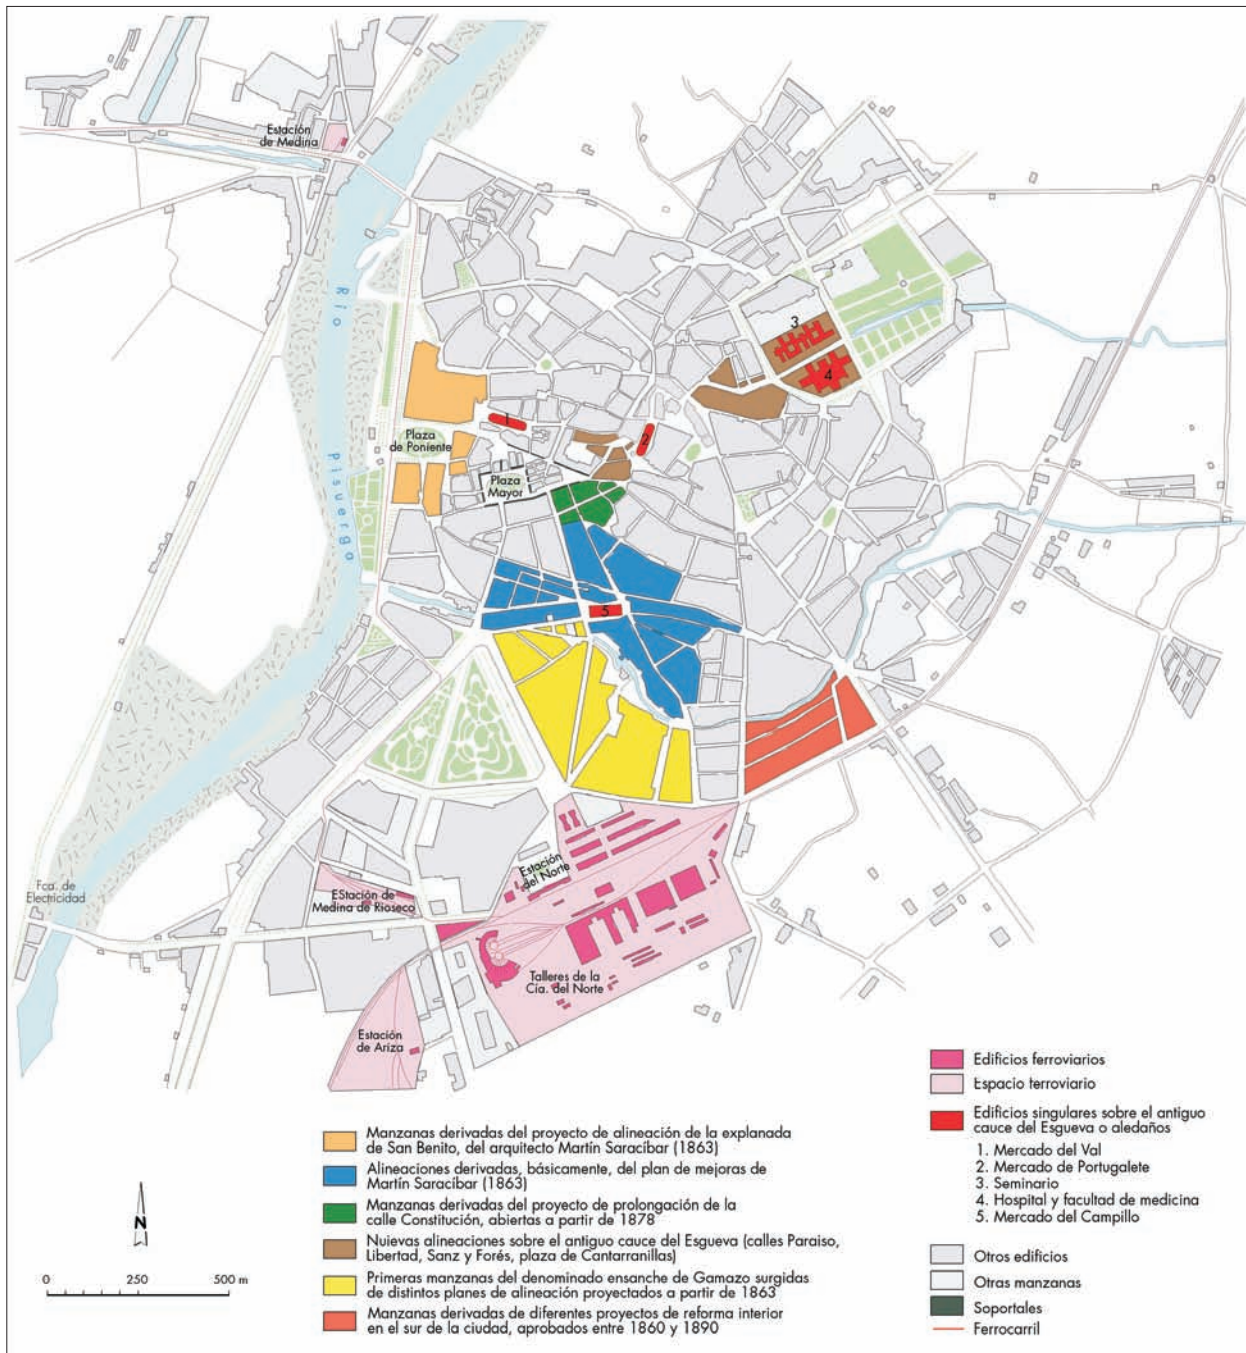 Estación
de Medina
Río Pisuerga
3
4
1
2
Plaza
de Poniente
Plaza
Mayor
5
Fca. de
Electricidad
EStación de
Medina de Rioseco
Estación
del Norte
Talleres de la
Cía. del Norte
Estación
de Ariza
Edificios ferroviarios
Espacio terroviario
Edificios singulares sobre el antiguo
cauce del Esgueva o aledaños
1. Mercado del Val
2. Mercado de Portugalete
3. Seminario
4. Hospital y facultad de medicina
5. Mercado del Campillo
Otros edificios
Otras manzanas
Soportales
Ferrocarril
Manzanas derivadas del proyecto de alineación de la explanada
de San Benito, del arquitecto Martín Saracíbar (1863)
Alineaciones derivadas, básicamente, del plan de mejoras de
Martín Saracíbar (1863)
Manzanas derivadas del proyecto de prolongación de la
calle Constitución, abiertas a partir de 1878
Nuievas alineaciones sobre el antiguo cauce del Esgueva (calles Paraiso,
Libertad, Sanz y Forés, plaza de Cantarranillas)
Primeras manzanas del denominado ensanche de Gamazo surgidas
de distintos planes de alineación proyectados a partir de 1863
Manzanas derivadas de diferentes proyectos de reforma interior
en el sur de la ciudad, aprobados entre 1860 y 1890
N
0 250 500 m